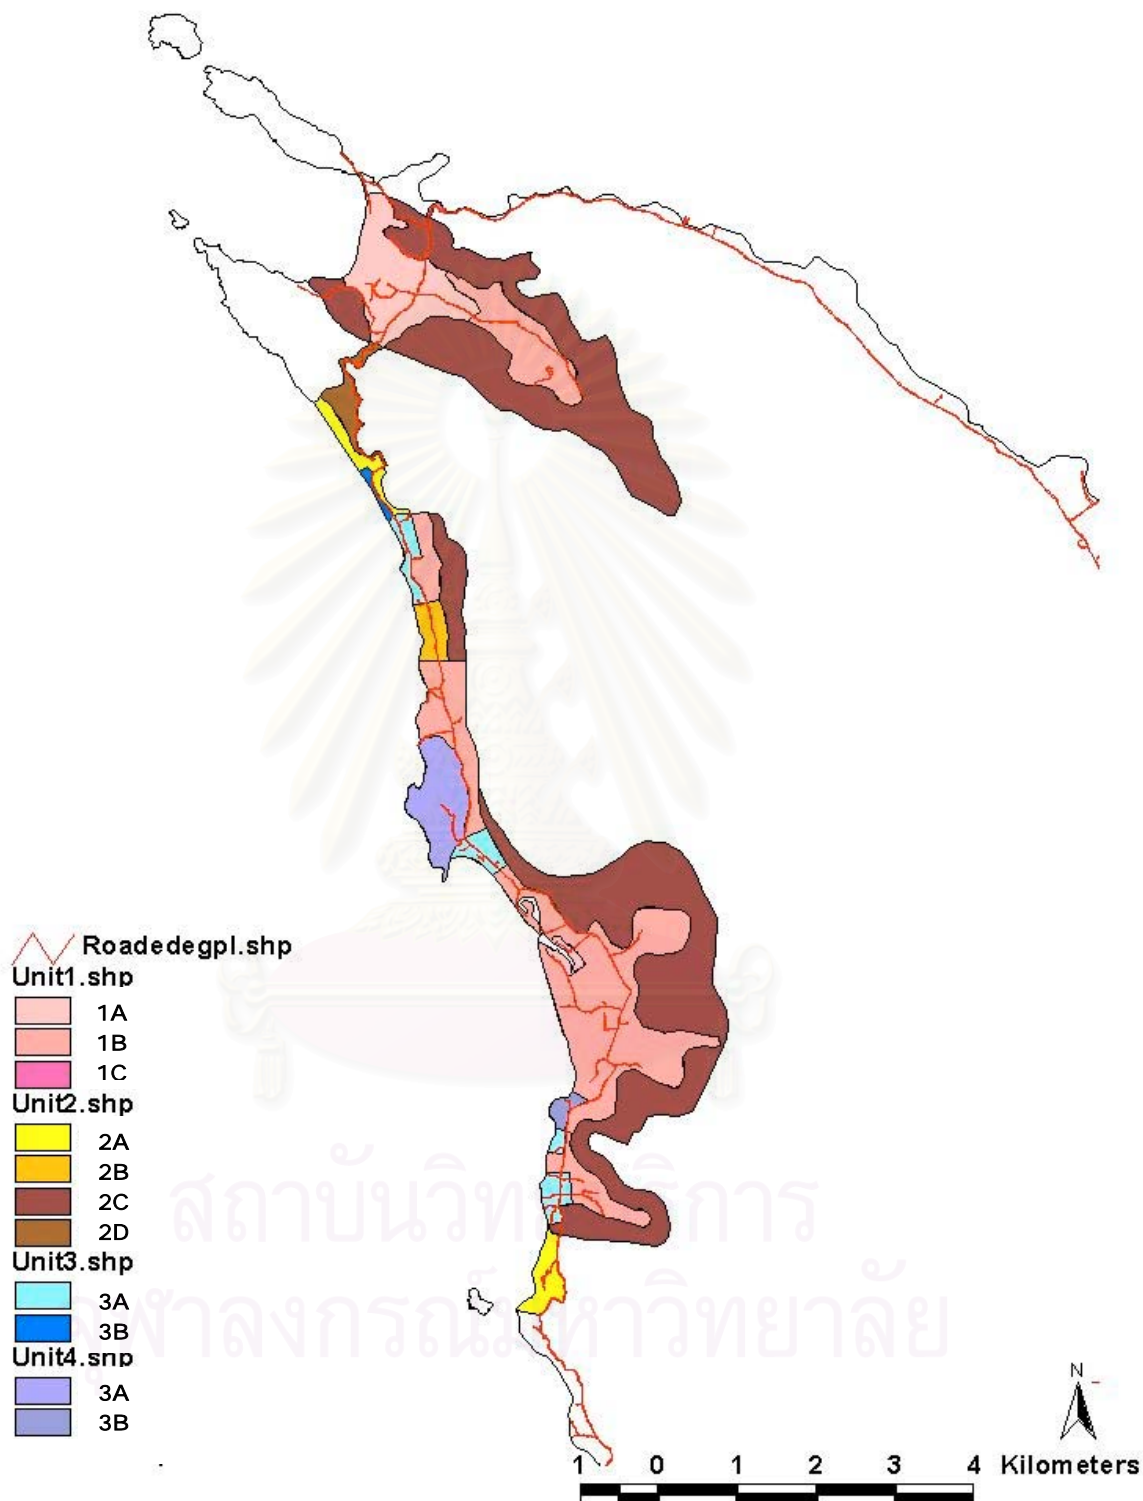 Roadedegpl.shp
Unit1.shp
1A
1B
1C
Unit2.shp
2A
2B
2C
2D
Unit3.shp
3A
3B
Unit4.shp
3A
3B
สถาบันวิทยบริการ
จุฬาลงกรณ์มหาวิทยาลัย
N
1 0 1 2 3 4 Kilometers